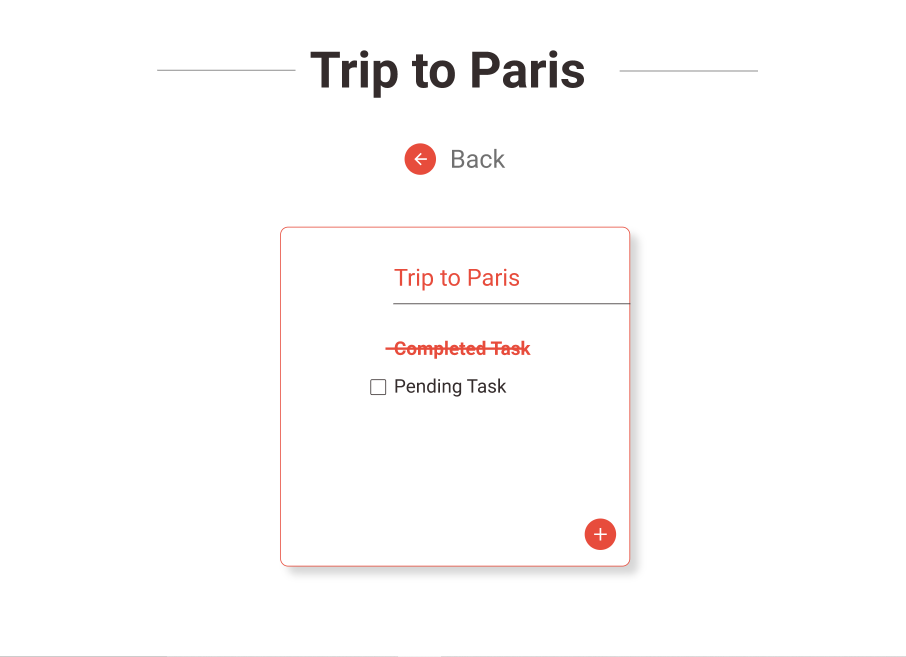 Trip to Paris
Back
Trip to Paris
Completed Task
Pending Task